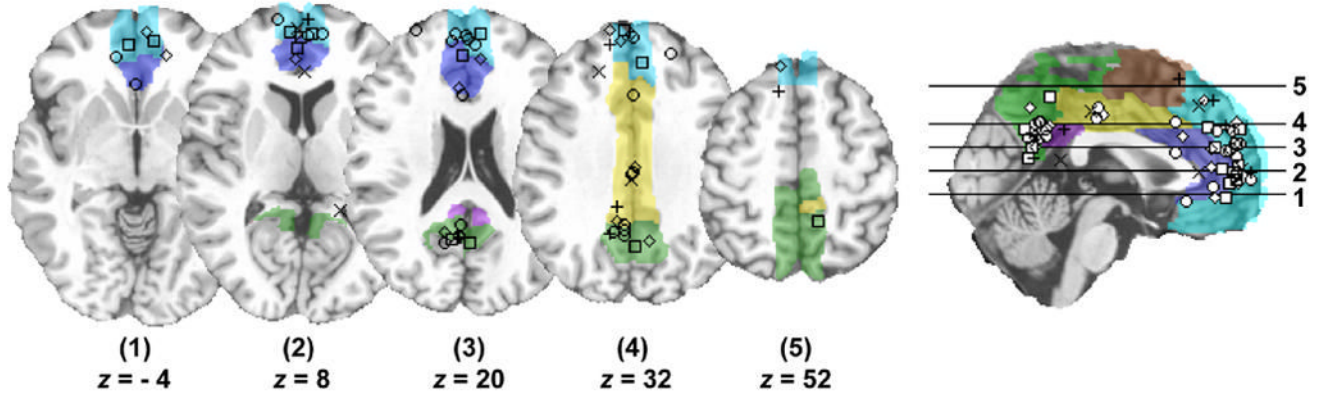 5
4
3
2
1
(1) (2) (3) (4) (5)
z = - 4 z = 8 z = 20 z = 32 z = 52